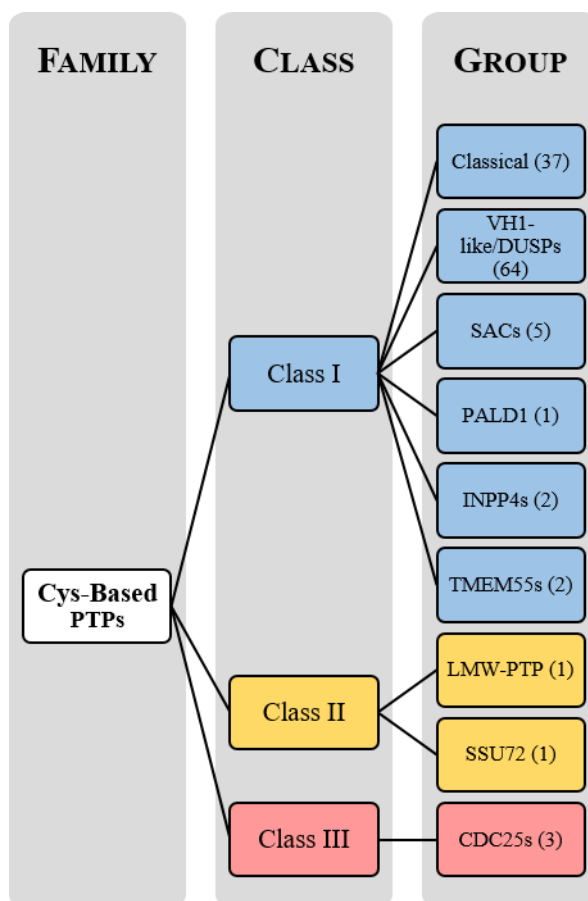 FAMILY
CLASS
GROUP
Classical (37)
VH1-
like/DUSPs
(64)
SACs (5)
Class I
PALD1 (1)
INPP4s (2)
TMEM55s (2)
Cys-Based
PTPs
LMW-PTP (1)
Class II
SSU72 (1)
Class III
CDC25s (3)